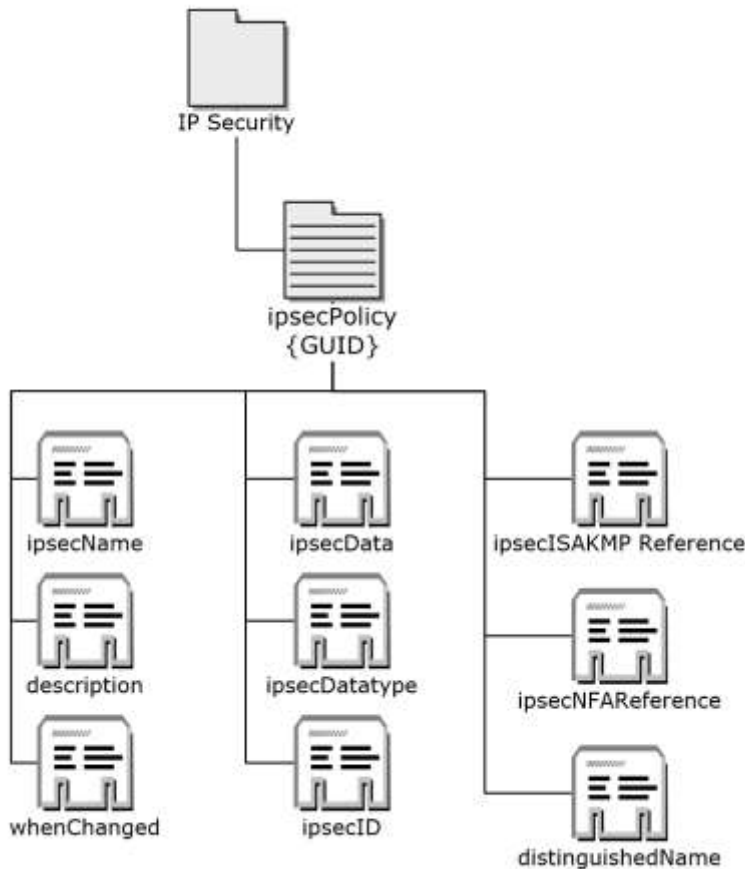 IP Security
ipsecPolicy
{GUID}
ipsecName
ipsecData
ipsecISAKMP Reference
description
ipsecDatatype
ipsecNFAReference
whenChanged
ipsecID
distinguishedName